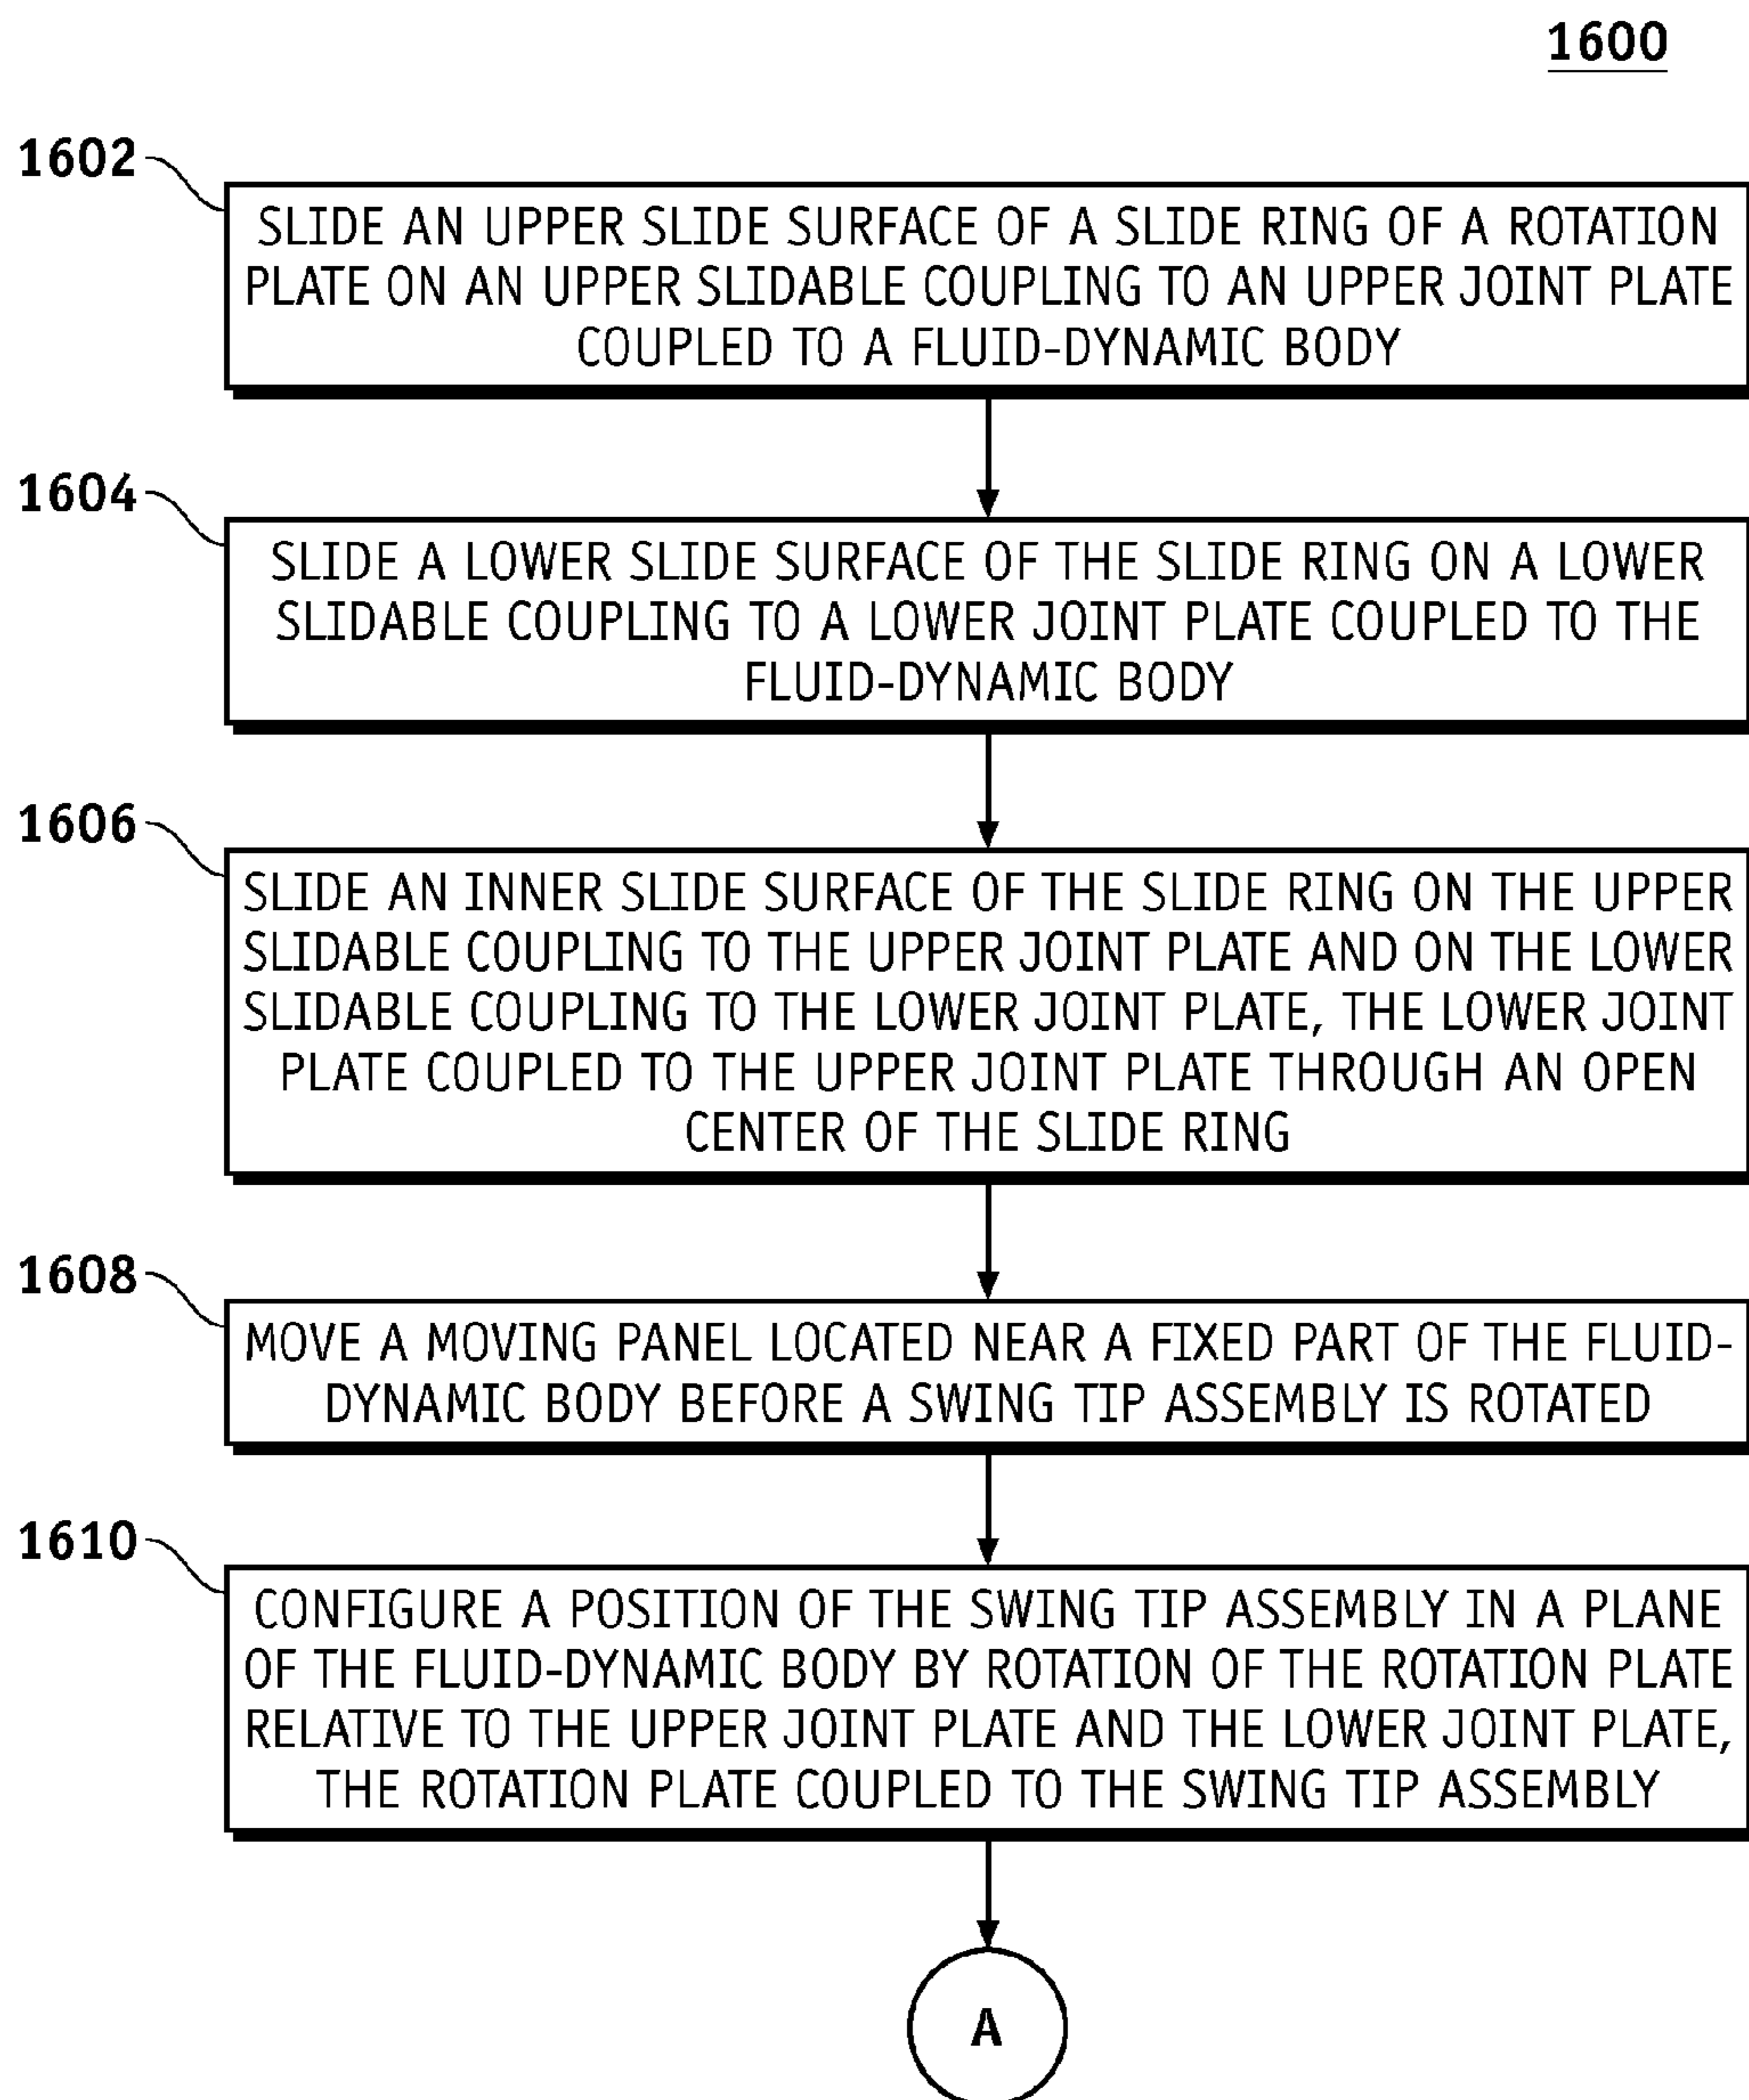 1600
1602
SLIDE AN UPPER SLIDE SURFACE OF A SLIDE RING OF A ROTATION
PLATE ON AN UPPER SLIDABLE COUPLING TO AN UPPER JOINT PLATE
COUPLED TO A FLUID-DYNAMIC BODY
1604
SLIDE A LOWER SLIDE SURFACE OF THE SLIDE RING ON A LOWER
SLIDABLE COUPLING TO A LOWER JOINT PLATE COUPLED TO THE
FLUID-DYNAMIC BODY
1606
SLIDE AN INNER SLIDE SURFACE OF THE SLIDE RING ON THE UPPER
SLIDABLE COUPLING TO THE UPPER JOINT PLATE AND ON THE LOWER
SLIDABLE COUPLING TO THE LOWER JOINT PLATE, THE LOWER JOINT
PLATE COUPLED TO THE UPPER JOINT PLATE THROUGH AN OPEN
CENTER OF THE SLIDE RING
1608
MOVE A MOVING PANEL LOCATED NEAR A FIXED PART OF THE FLUID-
DYNAMIC BODY BEFORE A SWING TIP ASSEMBLY IS ROTATED
1610
CONFIGURE A POSITION OF THE SWING TIP ASSEMBLY IN A PLANE
OF THE FLUID-DYNAMIC BODY BY ROTATION OF THE ROTATION PLATE
RELATIVE TO THE UPPER JOINT PLATE AND THE LOWER JOINT PLATE,
THE ROTATION PLATE COUPLED TO THE SWING TIP ASSEMBLY
A